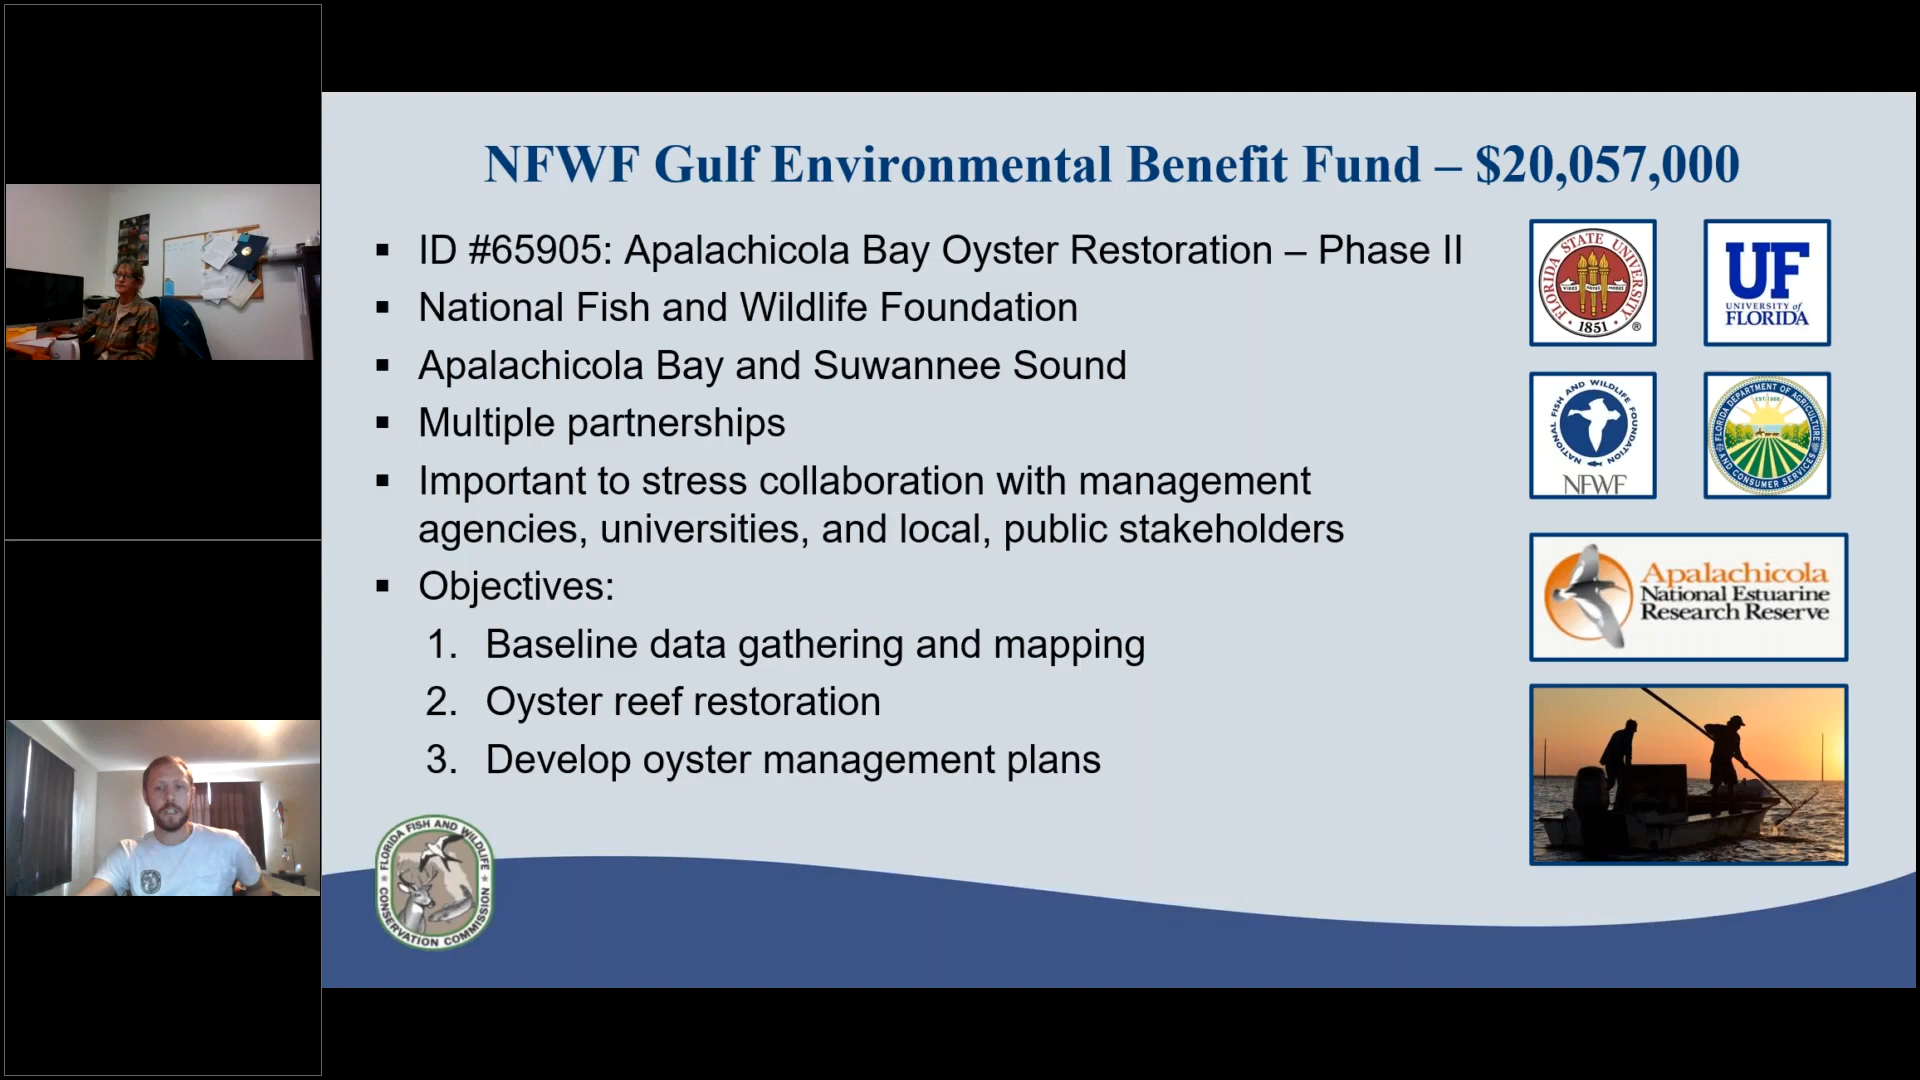 NFWF Gulf Environmental Benefit Fund – $20,057,000
▪ ID #65905: Apalachicola Bay Oyster Restoration – Phase II
▪ National Fish and Wildlife Foundation
▪ Apalachicola Bay and Suwannee Sound
▪ Multiple partnerships
▪ Important to stress collaboration with management
agencies, universities, and local, public stakeholders
▪ Objectives:
1. Baseline data gathering and mapping
2. Oyster reef restoration
3. Develop oyster management plans
FLORIDA STATE UNIVERSITY
1851
®
UF
UNIVERSITY of
FLORIDA
NATIONAL FISH AND WILDLIFE FOUNDATION
NFWF
FLORIDA DEPARTMENT OF AGRICULTURE
AND CONSUMER SERVICES
Apalachicola
National Estuarine
Research Reserve
FLORIDA FISH AND WILDLIFE
CONSERVATION COMMISSION